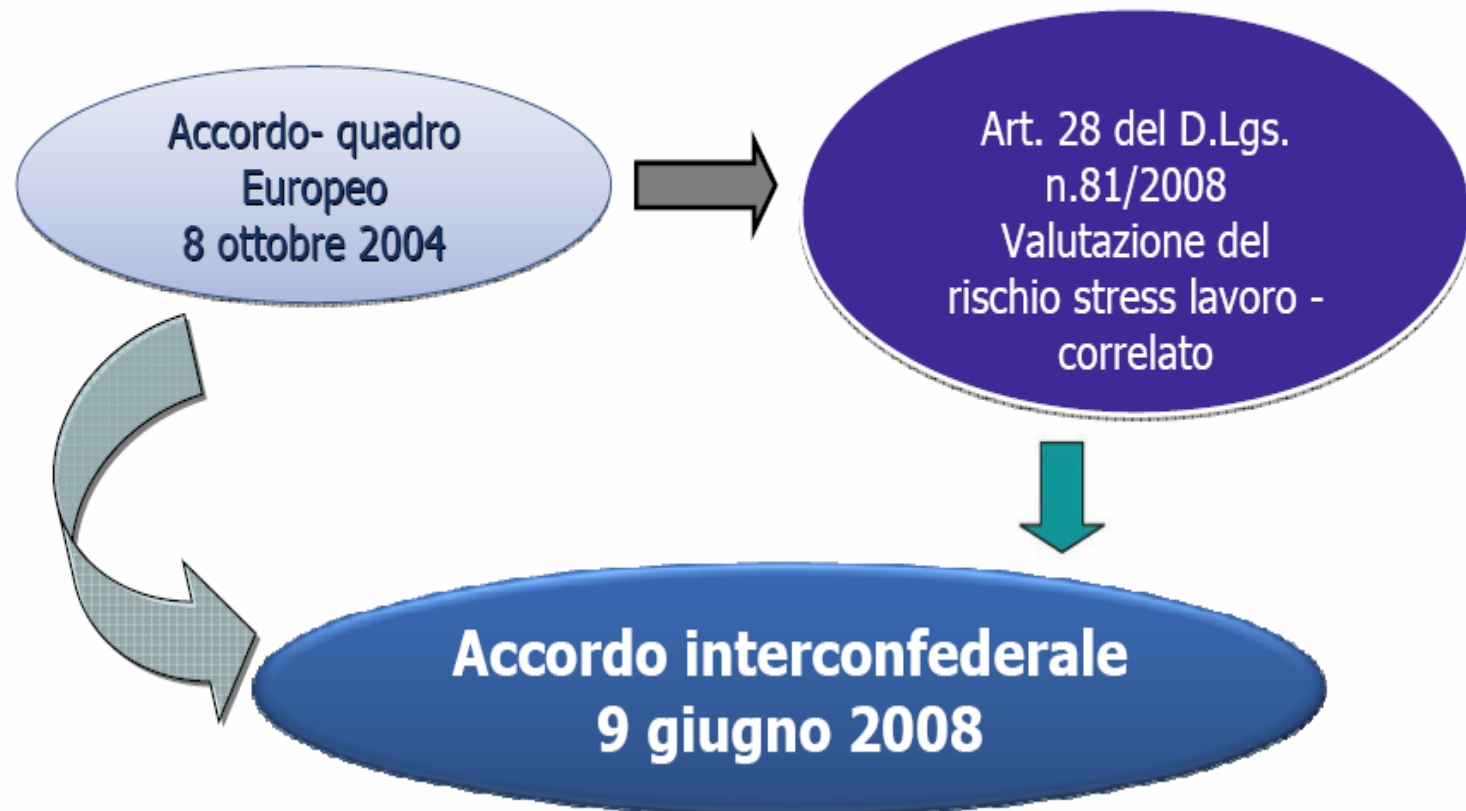 Accordo- quadro
Europeo
8 ottobre 2004
Art. 28 del D.Lgs.
n.81/2008
Valutazione del
rischio stress lavoro -
correlato
Accordo interconfederale
9 giugno 2008